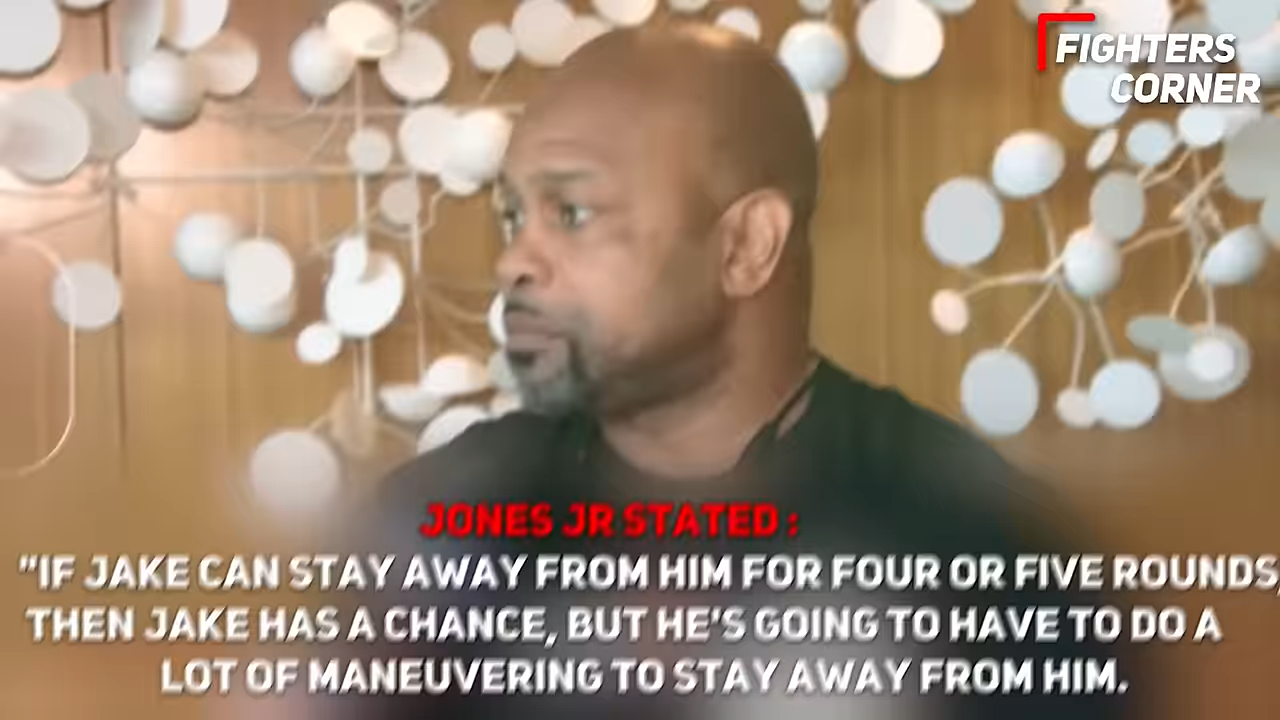 FIGHTERS
CORNER
JONES JR STATED :
"IF JAKE CAN STAY AWAY FROM HIM FOR FOUR OR FIVE ROUNDS,
THEN JAKE HAS A CHANCE, BUT HE'S GOING TO HAVE TO DO A
LOT OF MANEUVERING TO STAY AWAY FROM HIM.